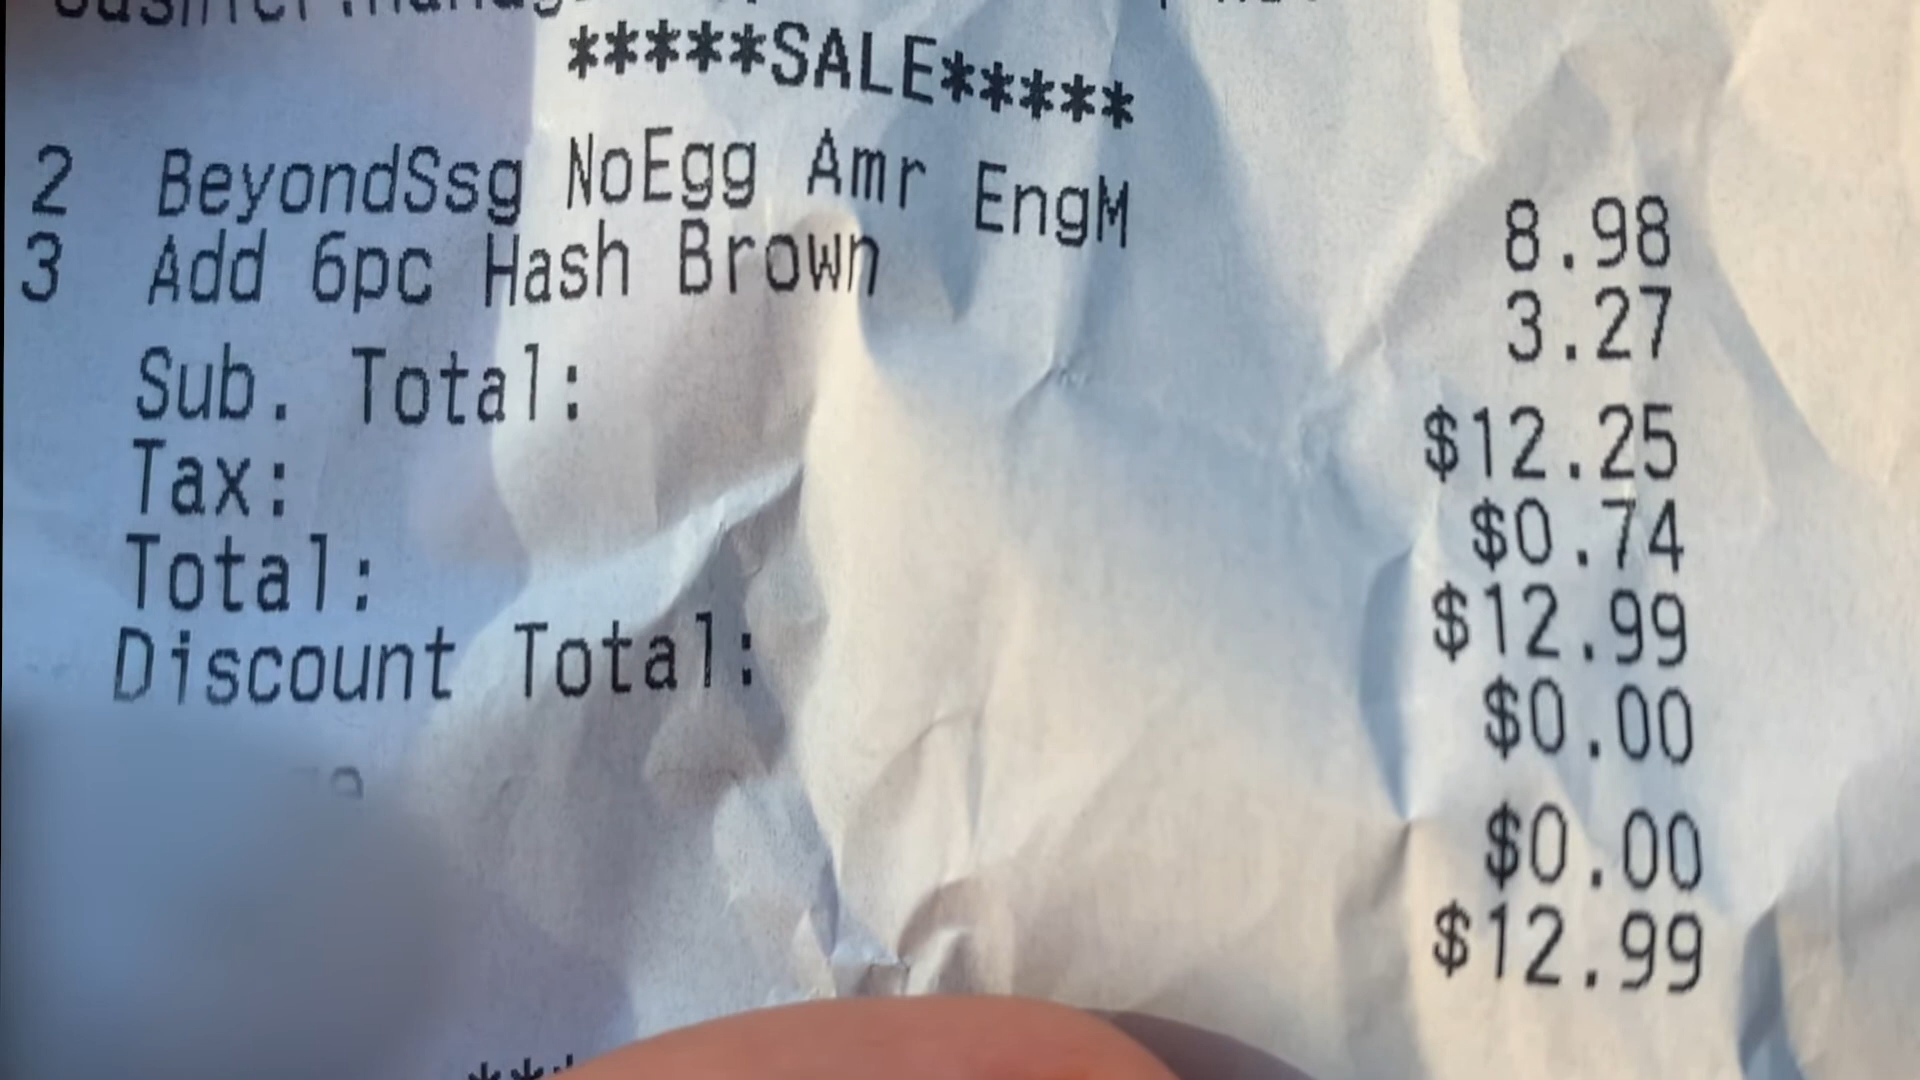 *****SALE*****
2 BeyondSsg NoEgg Amr EngM 8.98
3 Add 6pc Hash Brown 3.27
Sub. Total: $12.25
Tax: $0.74
Total: $12.99
Discount Total: $0.00
$0.00
$12.99